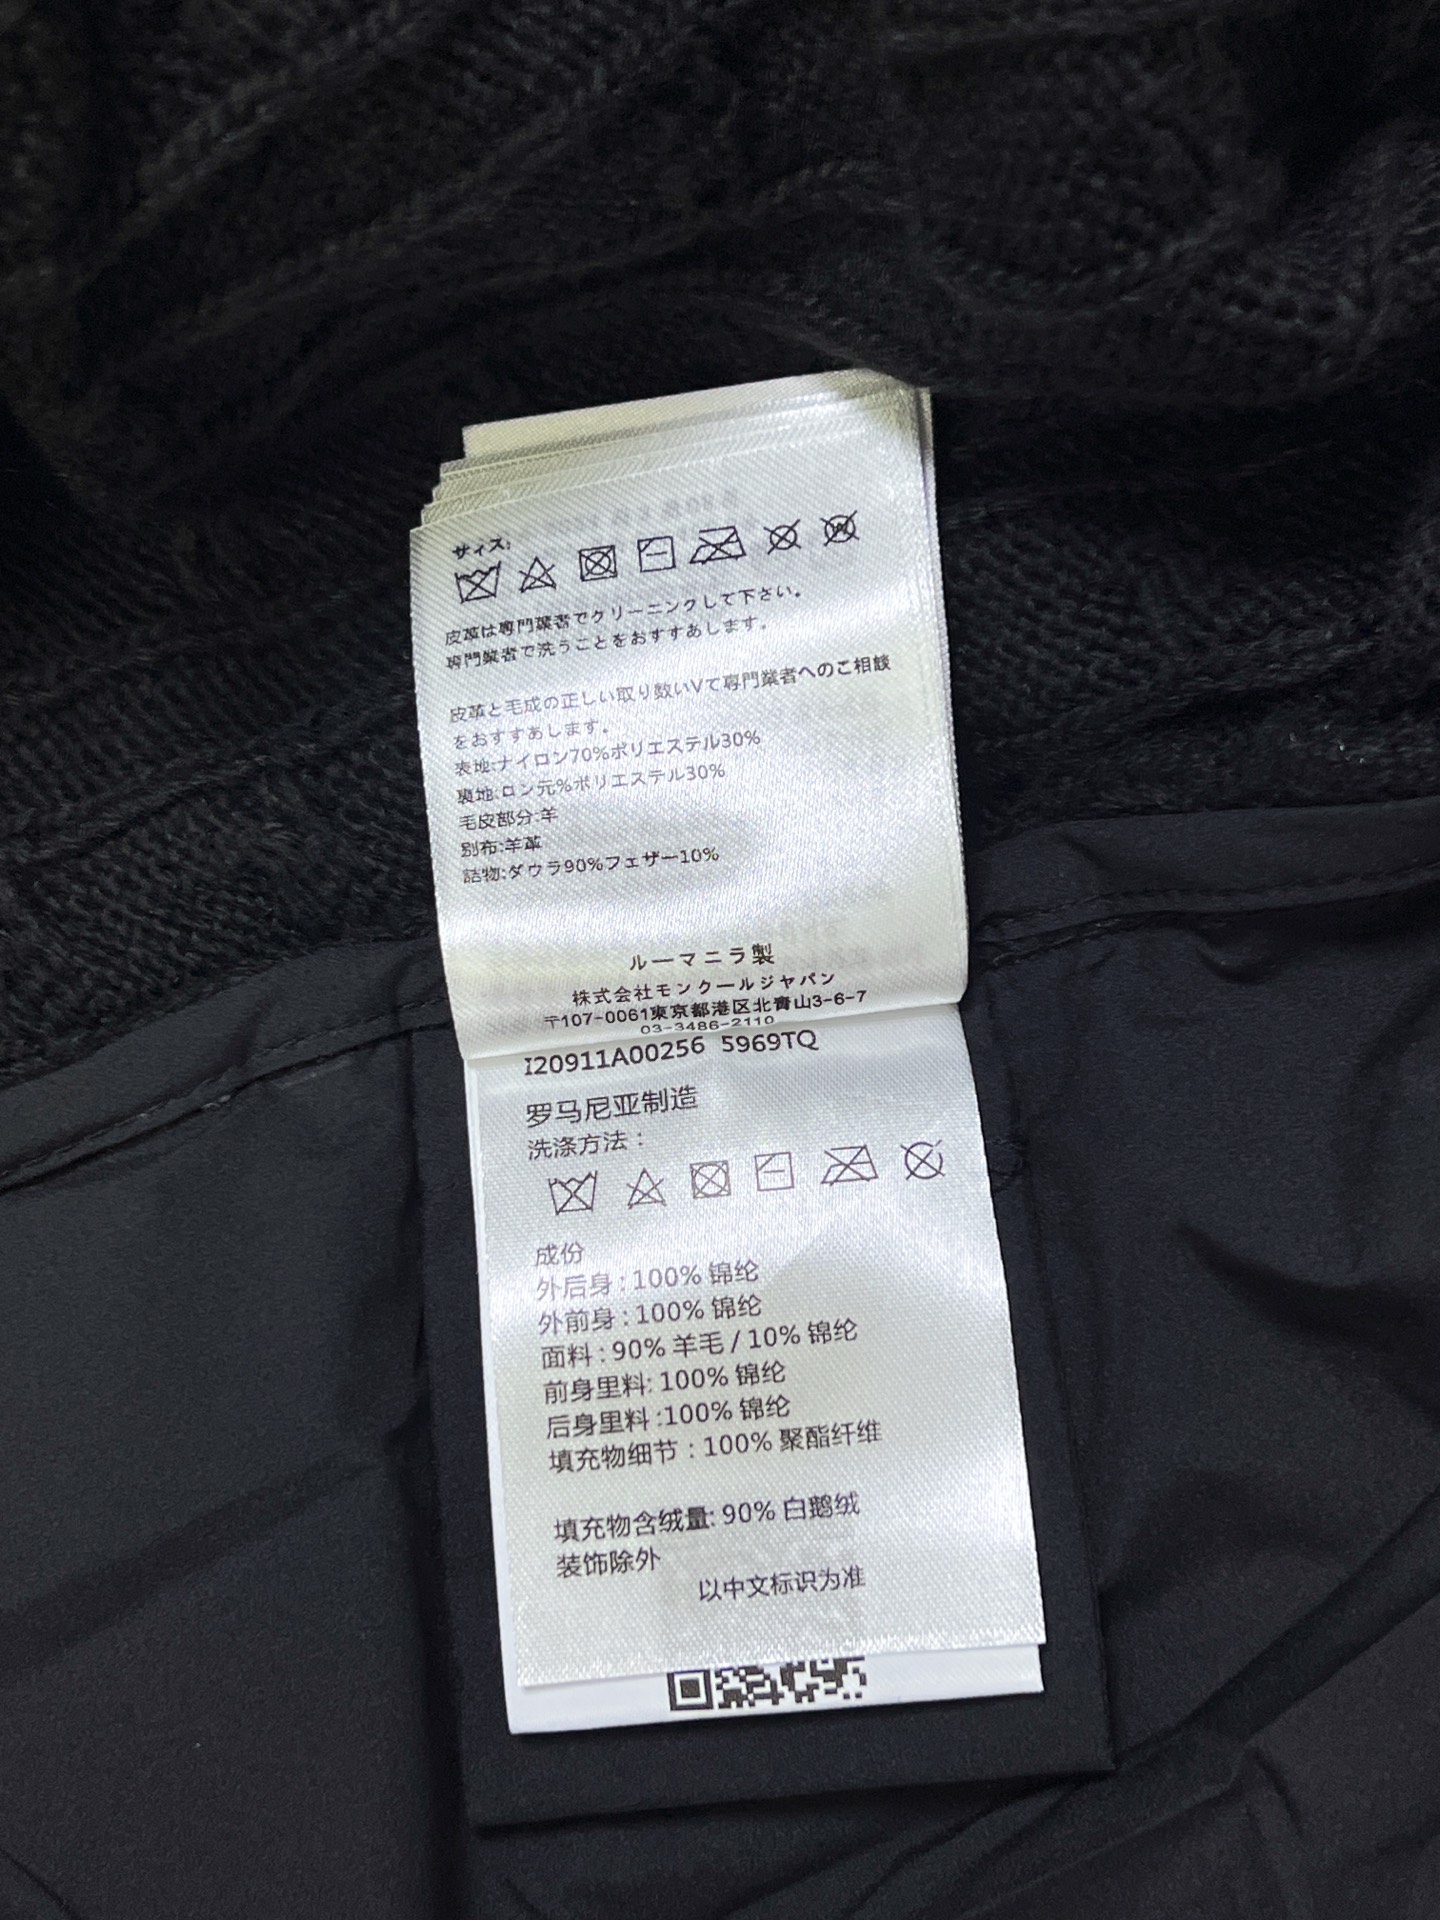 サィズ:
皮革は専門業者でクリーニングして下さい。
専門業者で洗うことをおすすあします。
皮革と毛成の正しい取り数いVて専門業者へのこ相談
をおすすあします。
表地:ナイロン70%ポリエステル30%
裏地:ロン元%ポリエステル30%
毛皮部分:羊
別布:羊革
詰物:ダウラ90%フェザー10%
ルーマニラ製
株式会社モンクールジャパン
〒107-0061東京都港区北青山3-6-7
03-3486-2110
I20911A00256 5969TQ
罗马尼亚制造
洗涤方法：
成份
外后身:100% 锦纶
外前身:100% 锦纶
面料:90% 羊毛/10% 锦纶
前身里料:100% 锦纶
后身里料:100% 锦纶
填充物细节:100% 聚酯纤维
填充物含绒量:90% 白鹅绒
装饰除外
以中文标识为准